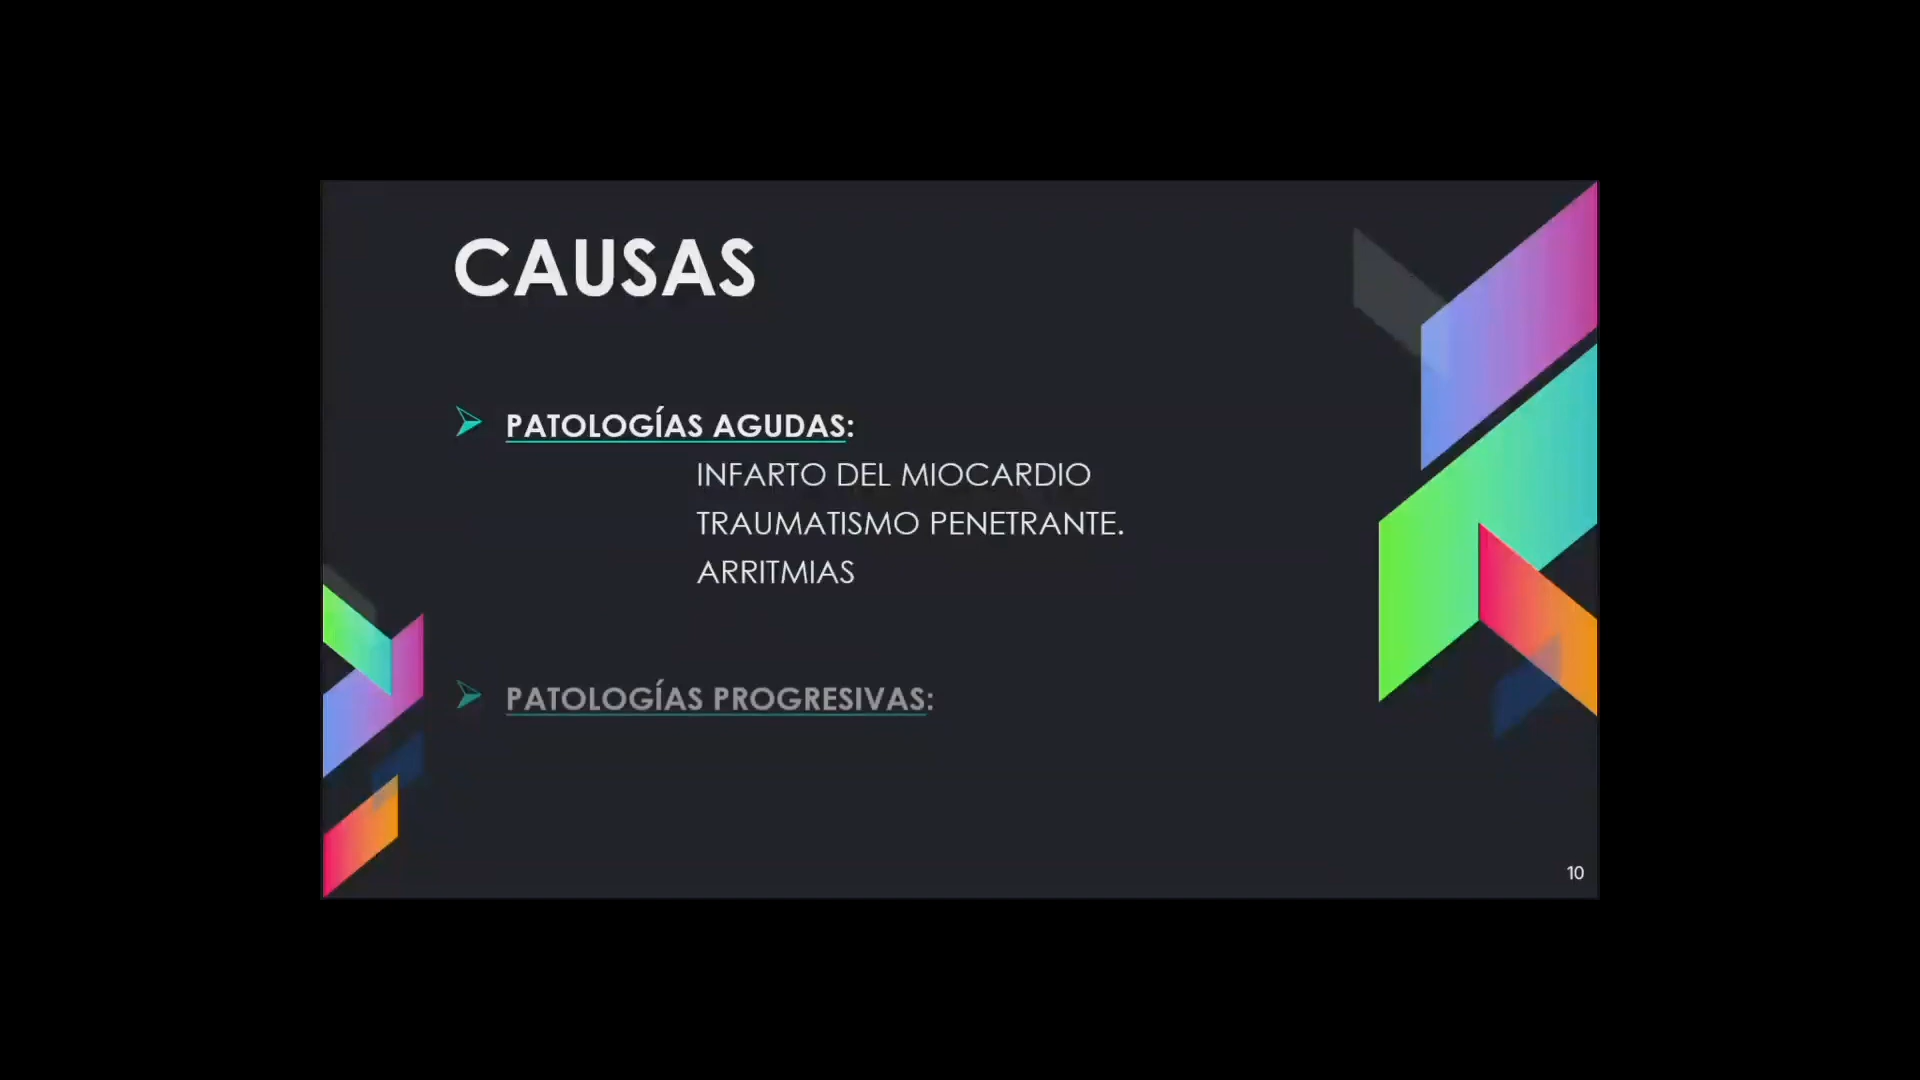 CAUSAS
PATOLOGÍAS AGUDAS:
INFARTO DEL MIOCARDIO
TRAUMATISMO PENETRANTE.
ARRITMIAS
PATOLOGÍAS PROGRESIVAS:
10